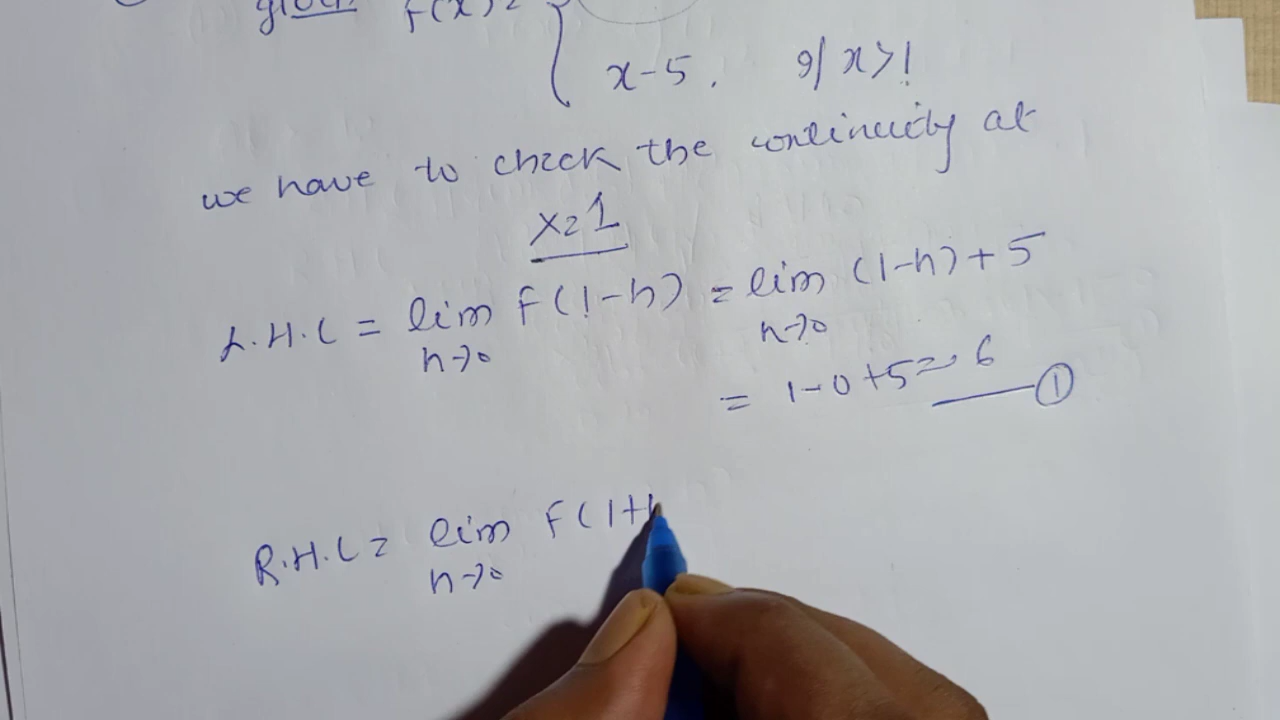 given f(x) =
x-5, if x>1
we have to check the continuity at
x=1
L.H.L = lim f(1-h) = lim (1-h)+5
h→0 h→0
= 1-0+5=6 ①
R.H.L = lim f(1+h
h→0